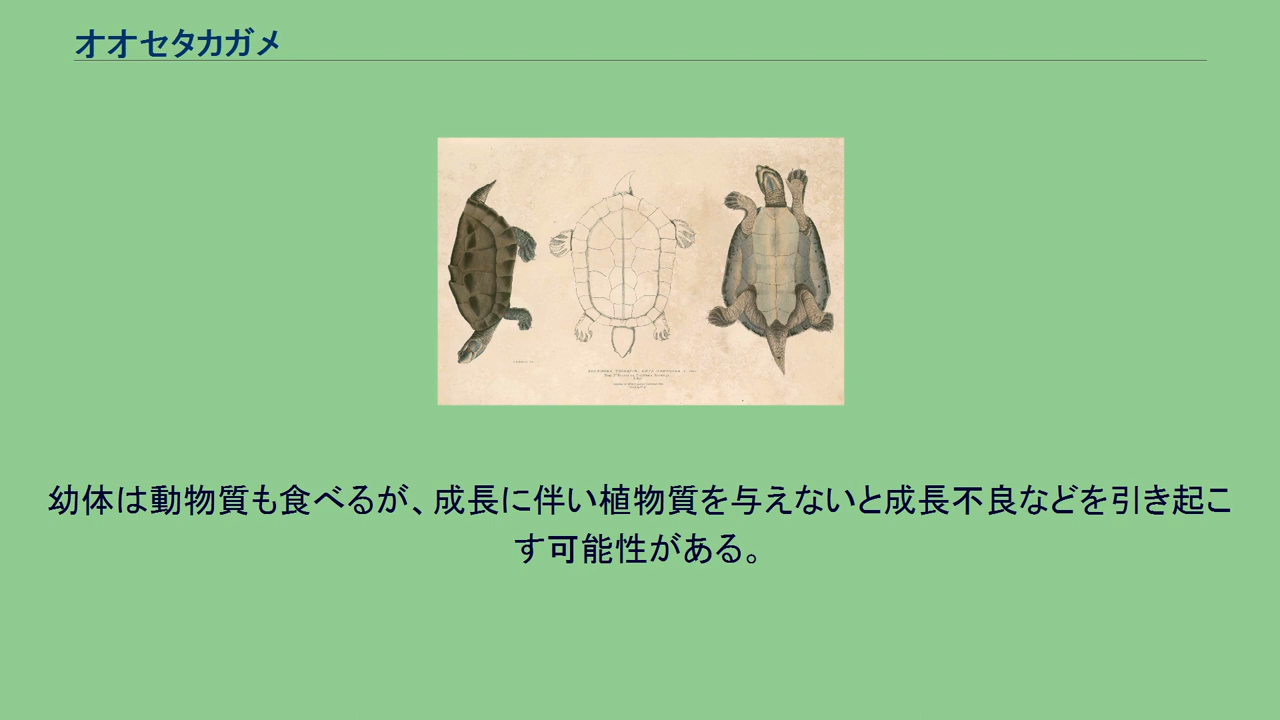 オオセタカガメ
幼体は動物質も食べるが、成長に伴い植物質を与えないと成長不良などを引き起こ
す可能性がある。